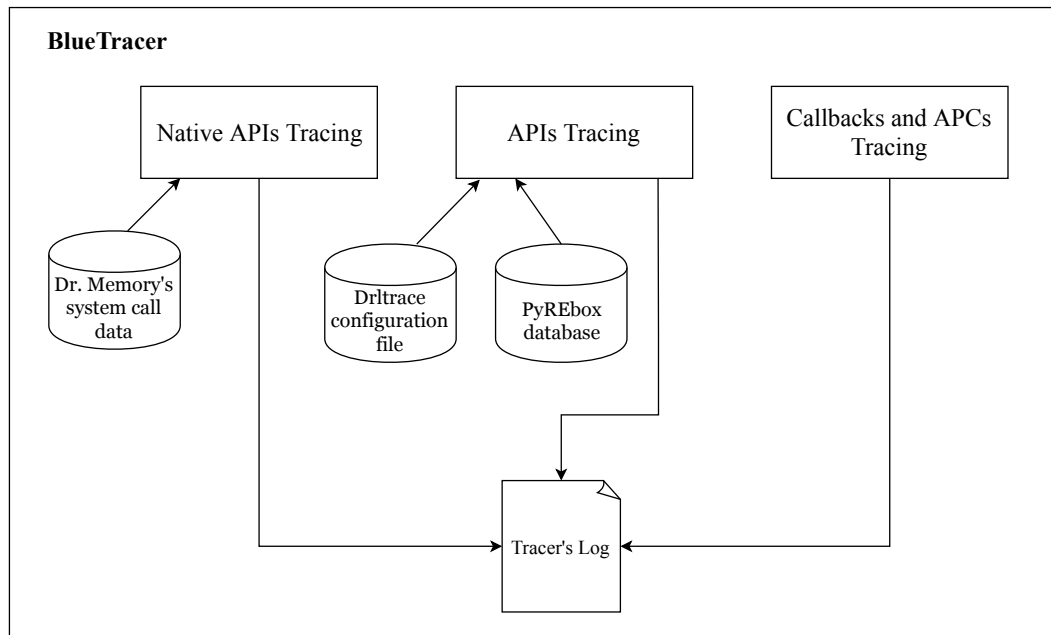 BlueTracer
Native APIs Tracing
APIs Tracing
Callbacks and APCs
Tracing
Dr. Memory's
system call
data
Drltrace
configuration
file
PyREbox
database
Tracer's Log